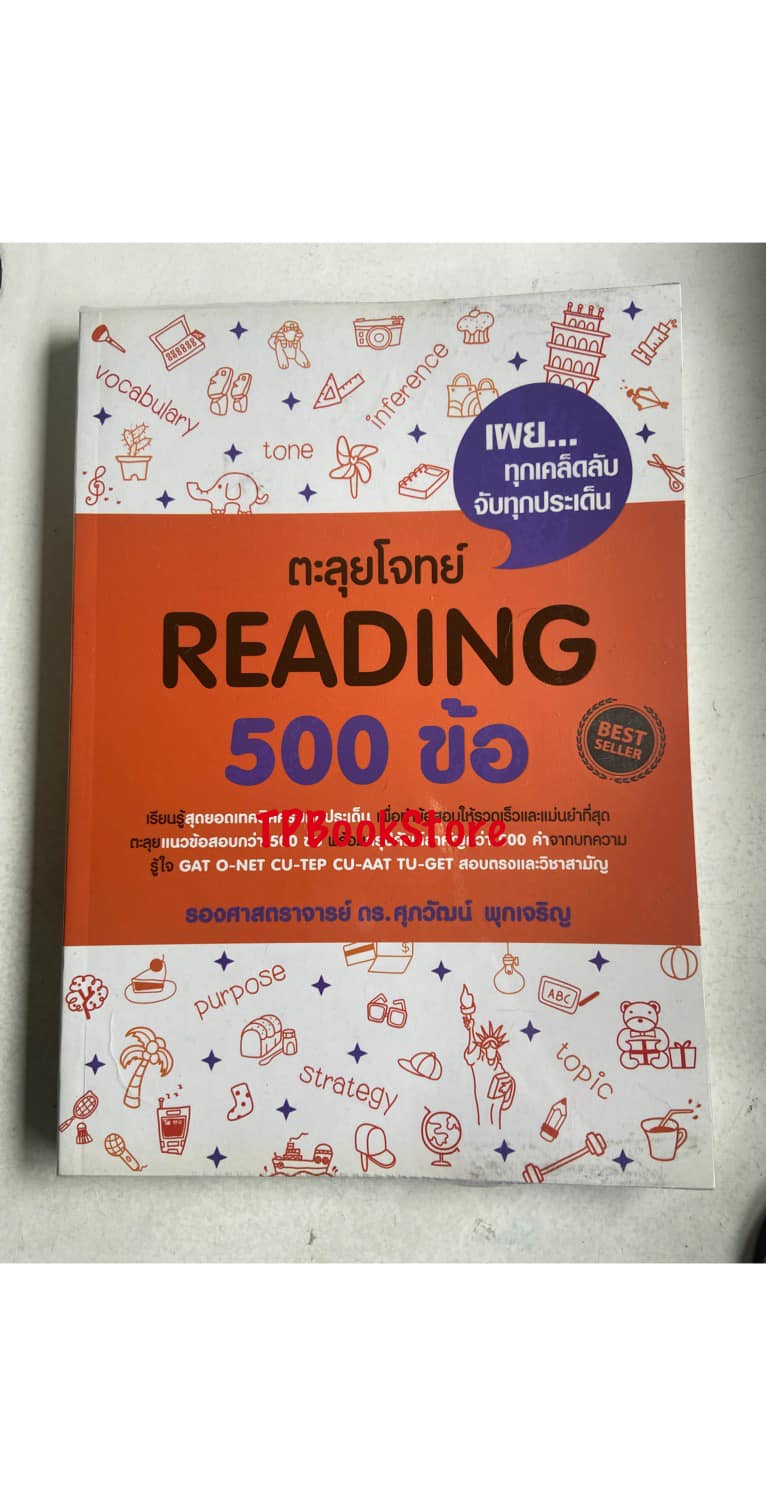 vocabulary
inference
tone
เผย...
ทุกเคล็ดลับ
จับทุกประเด็น
ตะลุยโจทย์
READING
500 ข้อ
BEST
SELLER
เรียนรู้สุดยอดเทคนิค ประเด็น เพื่อ ข้อสอบให้รวดเร็วและแม่นยำที่สุด
TPBookStore
ตะลุยแนวข้อสอบกว่า 500 คำจากบทความ
รู้ใจ GAT O-NET CU-TEP CU-AAT TU-GET สอบตรงและวิชาสามัญ
รองศาสตราจารย์ ดร.ศุภวัฒน์ พุกเจริญ
purpose
ABC
strategy
topic